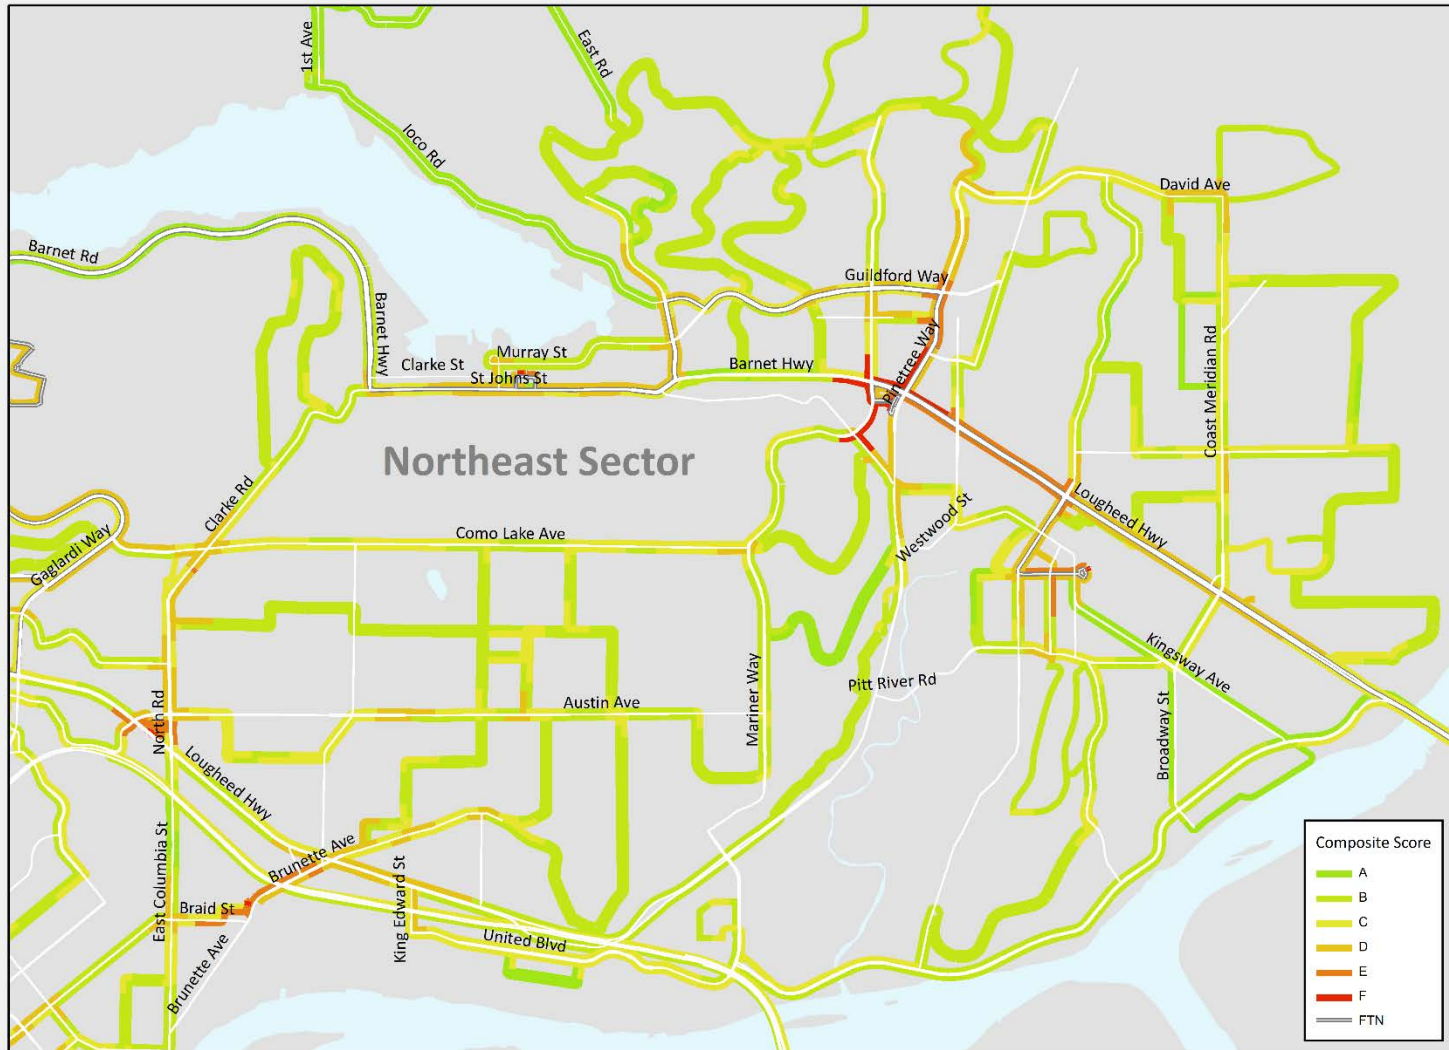 1st Ave
East Rd
Ioco Rd
David Ave
Barnet Rd
Guildford Way
Barnet Hwy
Murray St
Clarke St
St Johns St
Barnet Hwy
Pinetree Way
Coast Meridian Rd
Northeast Sector
Clarke Rd
Lougheed Hwy
Westwood St
Como Lake Ave
Gaglardi Way
Kingsway Ave
Pitt River Rd
Mariner Way
Austin Ave
North Rd
Broadway St
Lougheed Hwy
Brunette Ave
East Columbia St
King Edward St
Braid St
United Blvd
Brunette Ave
Composite Score
A
B
C
D
E
F
FTN